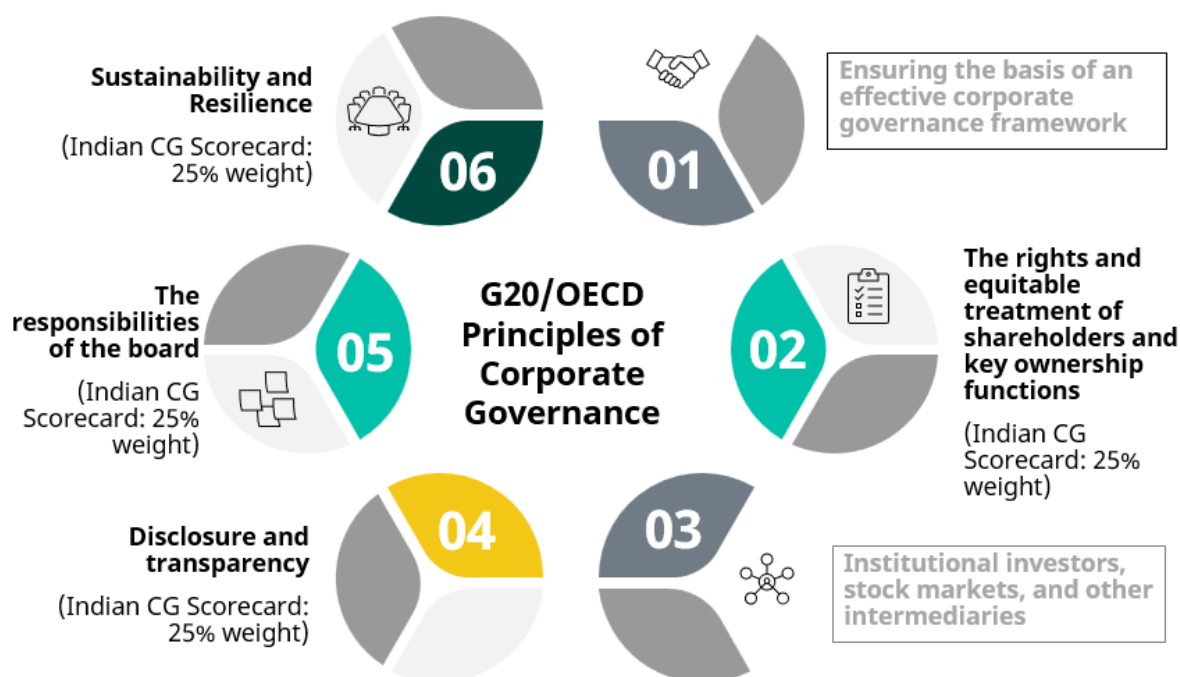 Sustainability and
Resilience
(Indian CG Scorecard:
25% weight)
06
01
Ensuring the basis of an
effective corporate
governance framework
The
responsibilities
of the board
(Indian CG
Scorecard: 25%
weight)
05
G20/OECD
Principles of
Corporate
Governance
02
The rights and
equitable
treatment of
shareholders and
key ownership
functions
(Indian CG
Scorecard: 25%
weight)
Disclosure and
transparency
(Indian CG Scorecard:
25% weight)
04
03
Institutional investors,
stock markets, and other
intermediaries